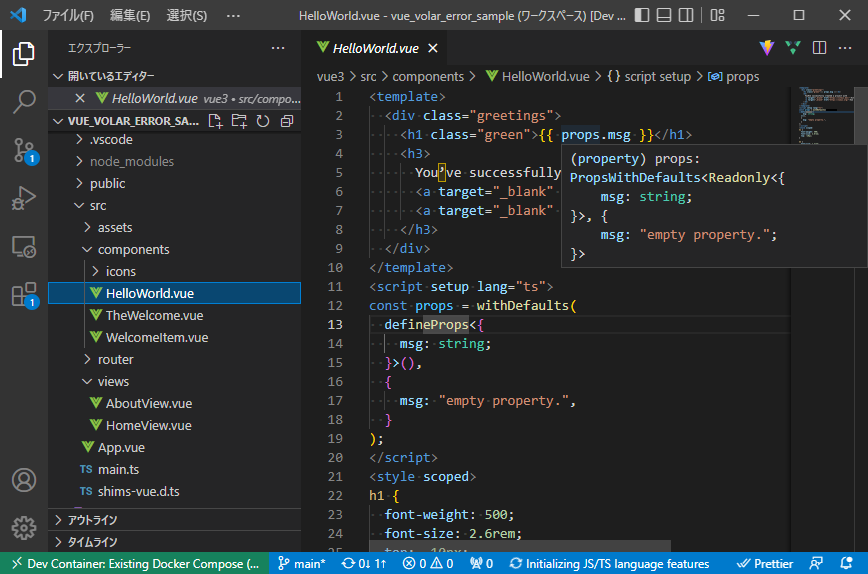 ファイル(F) 編集(E) 選択(S) ··· HelloWorld.vue - vue_volar_error_sample (ワークスペース) [Dev ...
エクスプローラー ···
開いているエディター
HelloWorld.vue vue3 • src/compo...
VUE_VOLAR_ERROR_SA...
.vscode
node_modules
public
src
assets
components
icons
HelloWorld.vue
TheWelcome.vue
WelcomeItem.vue
router
views
AboutView.vue
HomeView.vue
App.vue
TS main.ts
TS shims-vue.d.ts
アウトライン
タイムライン
1
1
HelloWorld.vue
vue3 > src > components > HelloWorld.vue > {} script setup > props
1 <template>
2 <div class="greetings">
3 <h1 class="green">{{ props.msg }}</h1>
4 <h3>
5 You’ve successfully
6 <a target="_blank"
7 <a target="_blank"
8 </h3>
9 </div>
10 </template>
11 <script setup lang="ts">
12 const props = withDefaults(
13 defineProps<{
14 msg: string;
15 }>(),
16 {
17 msg: "empty property.",
18 }
19 );
20 </script>
21 <style scoped>
22 h1 {
23 font-weight: 500;
24 font-size: 2.6rem;
25 top: -10px;
(property) props:
PropsWithDefaults<Readonly<{
msg: string;
}>, {
msg: "empty property.";
}>
Dev Container: Existing Docker Compose (... main* 0↓ 1↑ 0 0 0 Initializing JS/TS language features Prettier